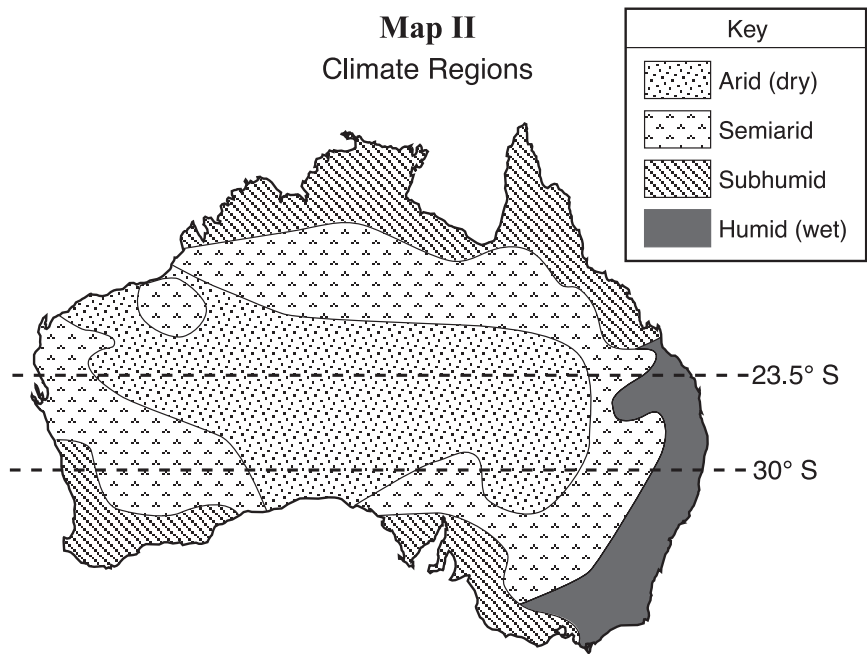 Map II
Climate Regions
Key
Arid (dry)
Semiarid
Subhumid
Humid (wet)
23.5° S
30° S